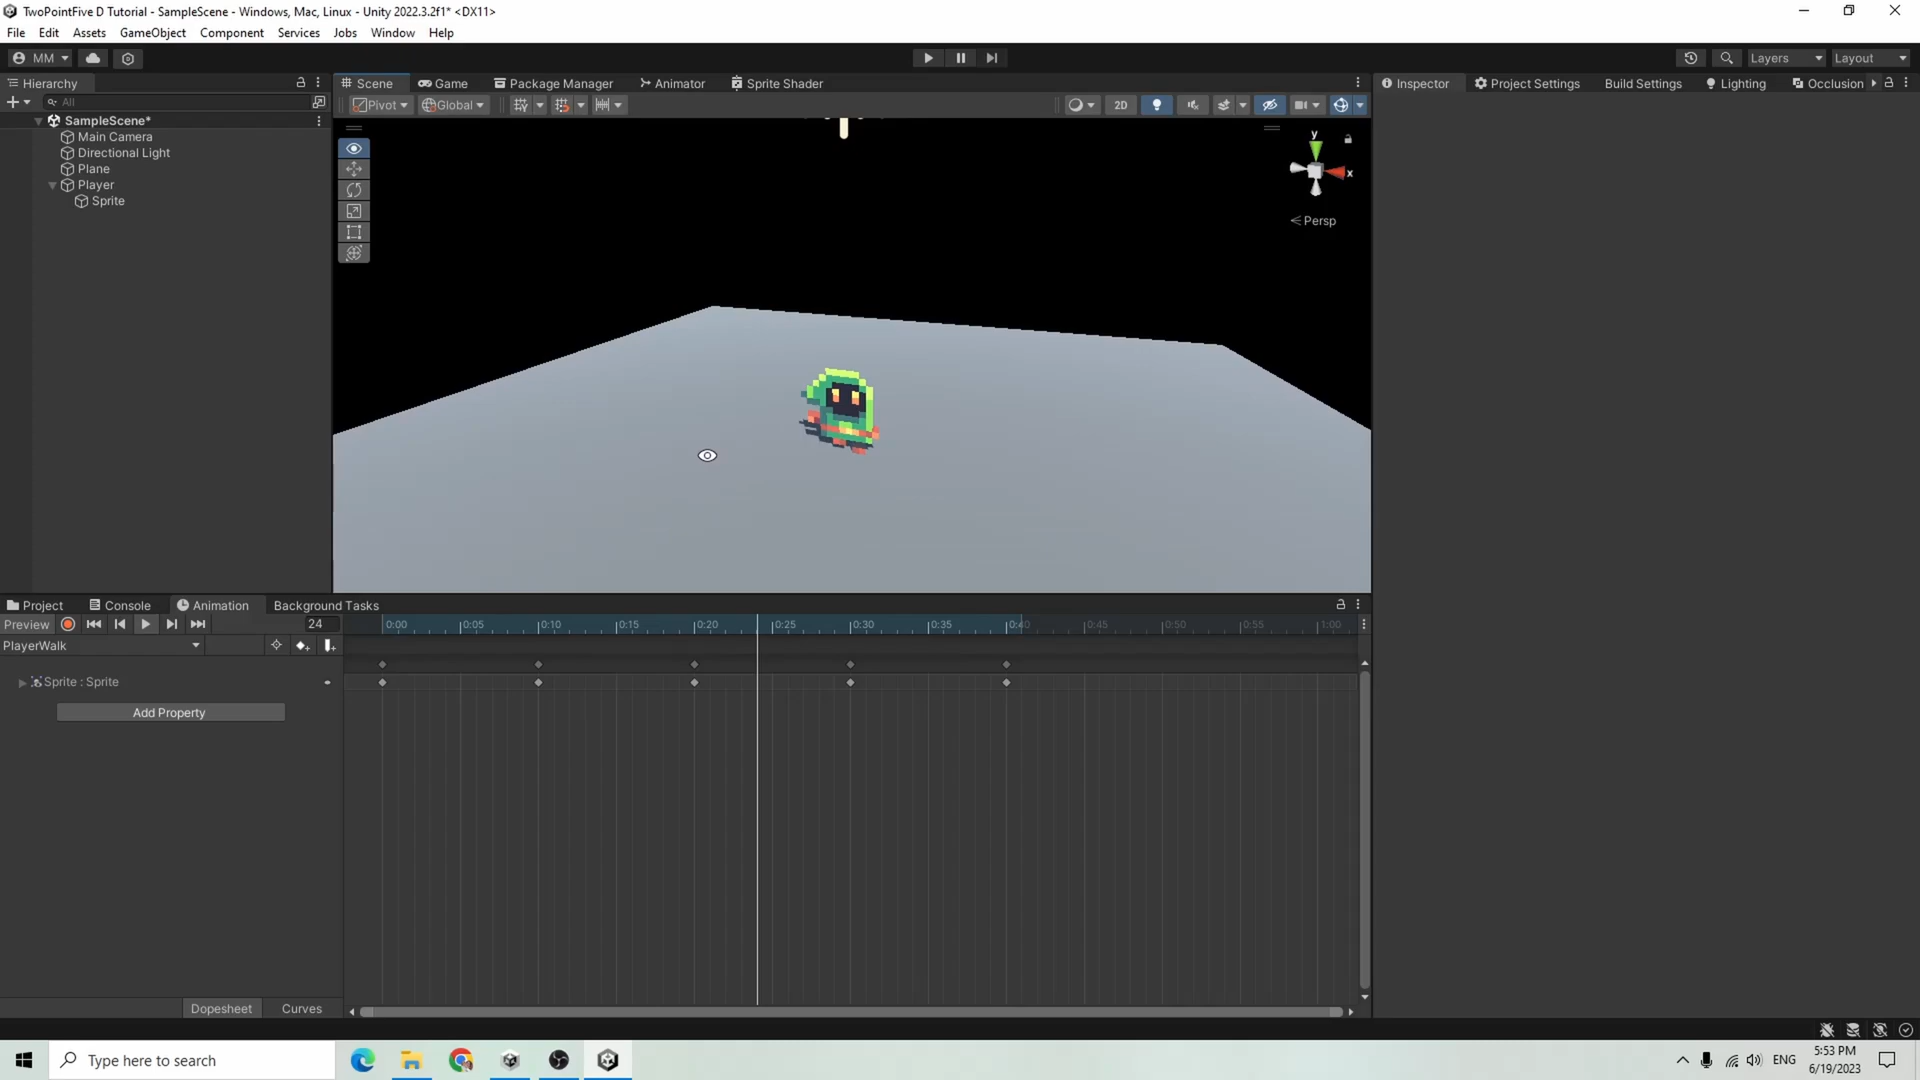 TwoPointFive D Tutorial - SampleScene - Windows, Mac, Linux - Unity 2022.3.2f1* <DX11>
File Edit Assets GameObject Component Services Jobs Window Help
MM Layers Layout
Hierarchy
All
SampleScene*
Main Camera
Directional Light
Plane
Player
Sprite
Scene Game Package Manager Animator Sprite Shader
Pivot Global 2D
y
x
Persp
Inspector Project Settings Build Settings Lighting Occlusion
Project Console Animation Background Tasks
Preview 24 0:00 0:05 0:10 0:15 0:20 0:25 0:30 0:35 0:40 0:45 0:50 0:55 1:00
PlayerWalk
Sprite : Sprite
Add Property
Dopesheet Curves
Type here to search
ENG
5:53 PM
6/19/2023